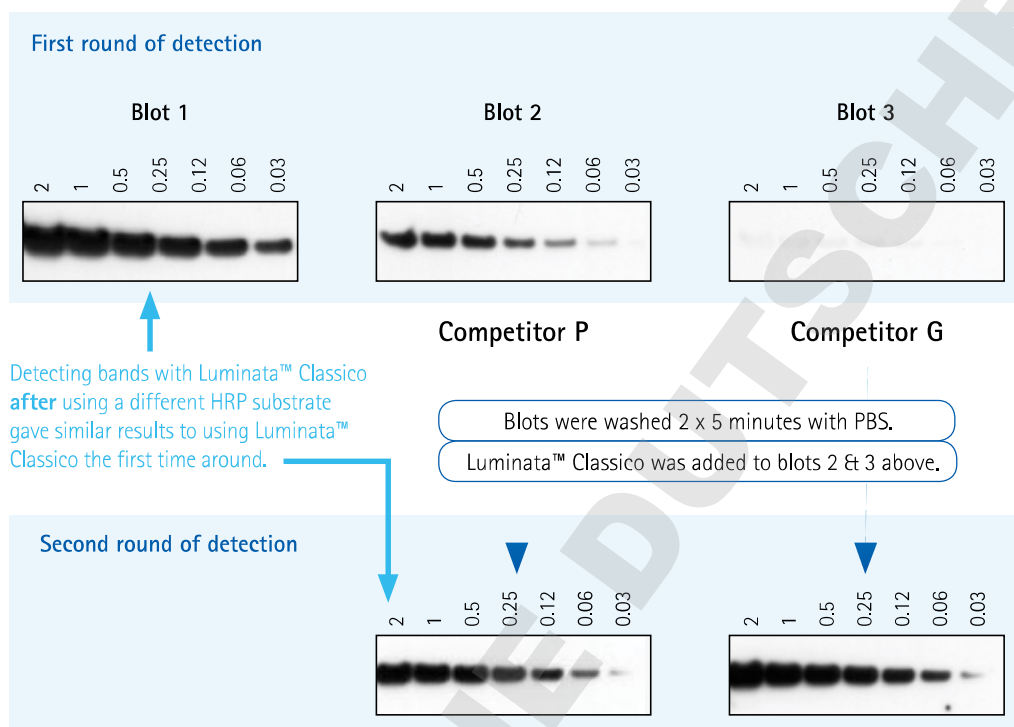 First round of detection
Blot 1
Blot 2
Blot 3
2 1 0.5 0.25 0.12 0.06 0.03
2 1 0.5 0.25 0.12 0.06 0.03
2 1 0.5 0.25 0.12 0.06 0.03
Competitor P
Competitor G
Detecting bands with Luminata™ Classico
after using a different HRP substrate
gave similar results to using Luminata™
Classico the first time around.
Blots were washed 2 x 5 minutes with PBS.
Luminata™ Classico was added to blots 2 & 3 above.
Second round of detection
2 1 0.5 0.25 0.12 0.06 0.03
2 1 0.5 0.25 0.12 0.06 0.03